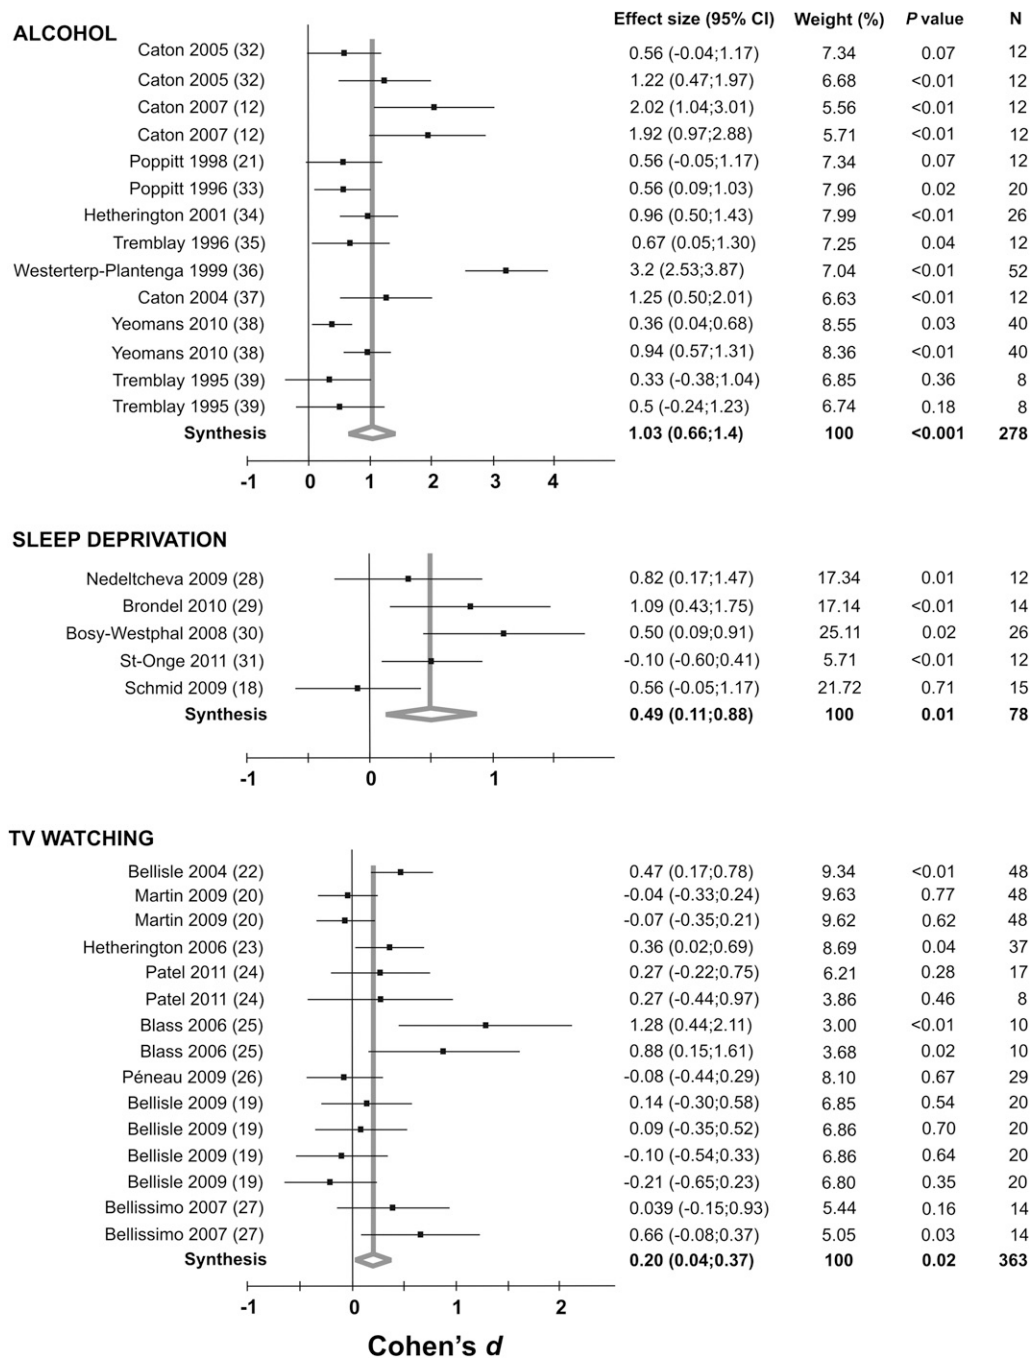 Effect size (95% CI) Weight (%) P value N
ALCOHOL
Caton 2005 (32) 0.56 (-0.04;1.17) 7.34 0.07 12
Caton 2005 (32) 1.22 (0.47;1.97) 6.68 <0.01 12
Caton 2007 (12) 2.02 (1.04;3.01) 5.56 <0.01 12
Caton 2007 (12) 1.92 (0.97;2.88) 5.71 <0.01 12
Poppitt 1998 (21) 0.56 (-0.05;1.17) 7.34 0.07 12
Poppitt 1996 (33) 0.56 (0.09;1.03) 7.96 0.02 20
Hetherington 2001 (34) 0.96 (0.50;1.43) 7.99 <0.01 26
Tremblay 1996 (35) 0.67 (0.05;1.30) 7.25 0.04 12
Westerterp-Plantenga 1999 (36) 3.2 (2.53;3.87) 7.04 <0.01 52
Caton 2004 (37) 1.25 (0.50;2.01) 6.63 <0.01 12
Yeomans 2010 (38) 0.36 (0.04;0.68) 8.55 0.03 40
Yeomans 2010 (38) 0.94 (0.57;1.31) 8.36 <0.01 40
Tremblay 1995 (39) 0.33 (-0.38;1.04) 6.85 0.36 8
Tremblay 1995 (39) 0.5 (-0.24;1.23) 6.74 0.18 8
Synthesis 1.03 (0.66;1.4) 100 <0.001 278
-1 0 1 2 3 4
SLEEP DEPRIVATION
Nedeltcheva 2009 (28) 0.82 (0.17;1.47) 17.34 0.01 12
Brondel 2010 (29) 1.09 (0.43;1.75) 17.14 <0.01 14
Bosy-Westphal 2008 (30) 0.50 (0.09;0.91) 25.11 0.02 26
St-Onge 2011 (31) -0.10 (-0.60;0.41) 5.71 <0.01 12
Schmid 2009 (18) 0.56 (-0.05;1.17) 21.72 0.71 15
Synthesis 0.49 (0.11;0.88) 100 0.01 78
-1 0 1
TV WATCHING
Bellisle 2004 (22) 0.47 (0.17;0.78) 9.34 <0.01 48
Martin 2009 (20) -0.04 (-0.33;0.24) 9.63 0.77 48
Martin 2009 (20) -0.07 (-0.35;0.21) 9.62 0.62 48
Hetherington 2006 (23) 0.36 (0.02;0.69) 8.69 0.04 37
Patel 2011 (24) 0.27 (-0.22;0.75) 6.21 0.28 17
Patel 2011 (24) 0.27 (-0.44;0.97) 3.86 0.46 8
Blass 2006 (25) 1.28 (0.44;2.11) 3.00 <0.01 10
Blass 2006 (25) 0.88 (0.15;1.61) 3.68 0.02 10
Péneau 2009 (26) -0.08 (-0.44;0.29) 8.10 0.67 29
Bellisle 2009 (19) 0.14 (-0.30;0.58) 6.85 0.54 20
Bellisle 2009 (19) 0.09 (-0.35;0.52) 6.86 0.70 20
Bellisle 2009 (19) -0.10 (-0.54;0.33) 6.86 0.64 20
Bellisle 2009 (19) -0.21 (-0.65;0.23) 6.80 0.35 20
Bellissimo 2007 (27) 0.039 (-0.15;0.93) 5.44 0.16 14
Bellissimo 2007 (27) 0.66 (-0.08;0.37) 5.05 0.03 14
Synthesis 0.20 (0.04;0.37) 100 0.02 363
-1 0 1 2
Cohen's d